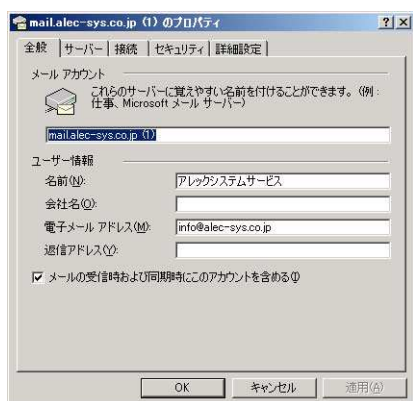 mail.alec-sys.co.jp (1) のプロパティ
全般 サーバー 接続 セキュリティ 詳細設定
メール アカウント
これらのサーバーに覚えやすい名前を付けることができます。(例:
仕事、Microsoft メール サーバー)
mail.alec-sys.co.jp (1)
ユーザー情報
名前(N): アレックシステムサービス
会社名(O):
電子メール アドレス(M): info@alec-sys.co.jp
返信アドレス(Y):
メールの受信時および同期時にこのアカウントを含める(I)
OK キャンセル 適用(A)